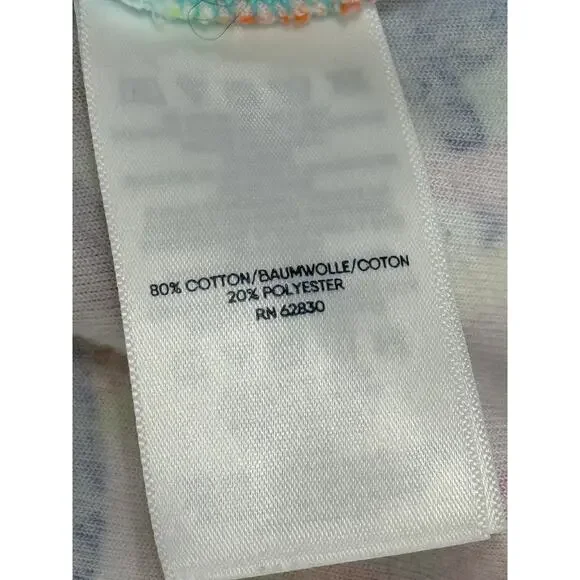 80% COTTON/BAUMWOLLE/COTON
20% POLYESTER
RN 62830